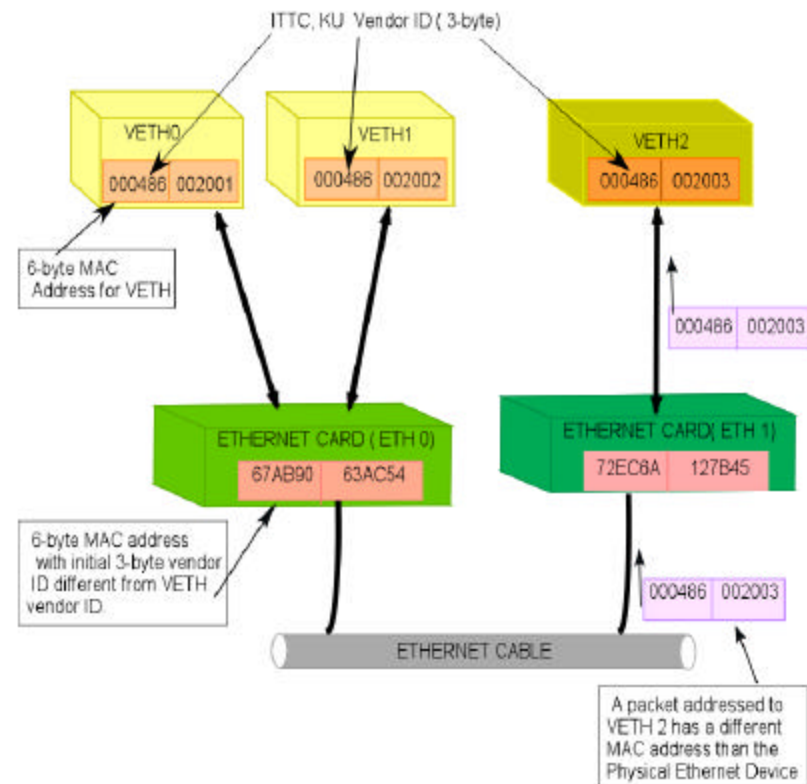 ITTC, KU Vendor ID ( 3-byte)
VETH0
000486 002001
VETH1
000486 002002
VETH2
000486 002003
6-byte MAC
Address for VETH
000486 002003
ETHERNET CARD ( ETH 0)
67AB90 63AC54
ETHERNET CARD( ETH 1)
72EC6A 127B45
6-byte MAC address
with initial 3-byte vendor
ID different from VETH
vendor ID.
000486 002003
ETHERNET CABLE
A packet addressed to
VETH 2 has a different
MAC address than the
Physical Ethernet Device